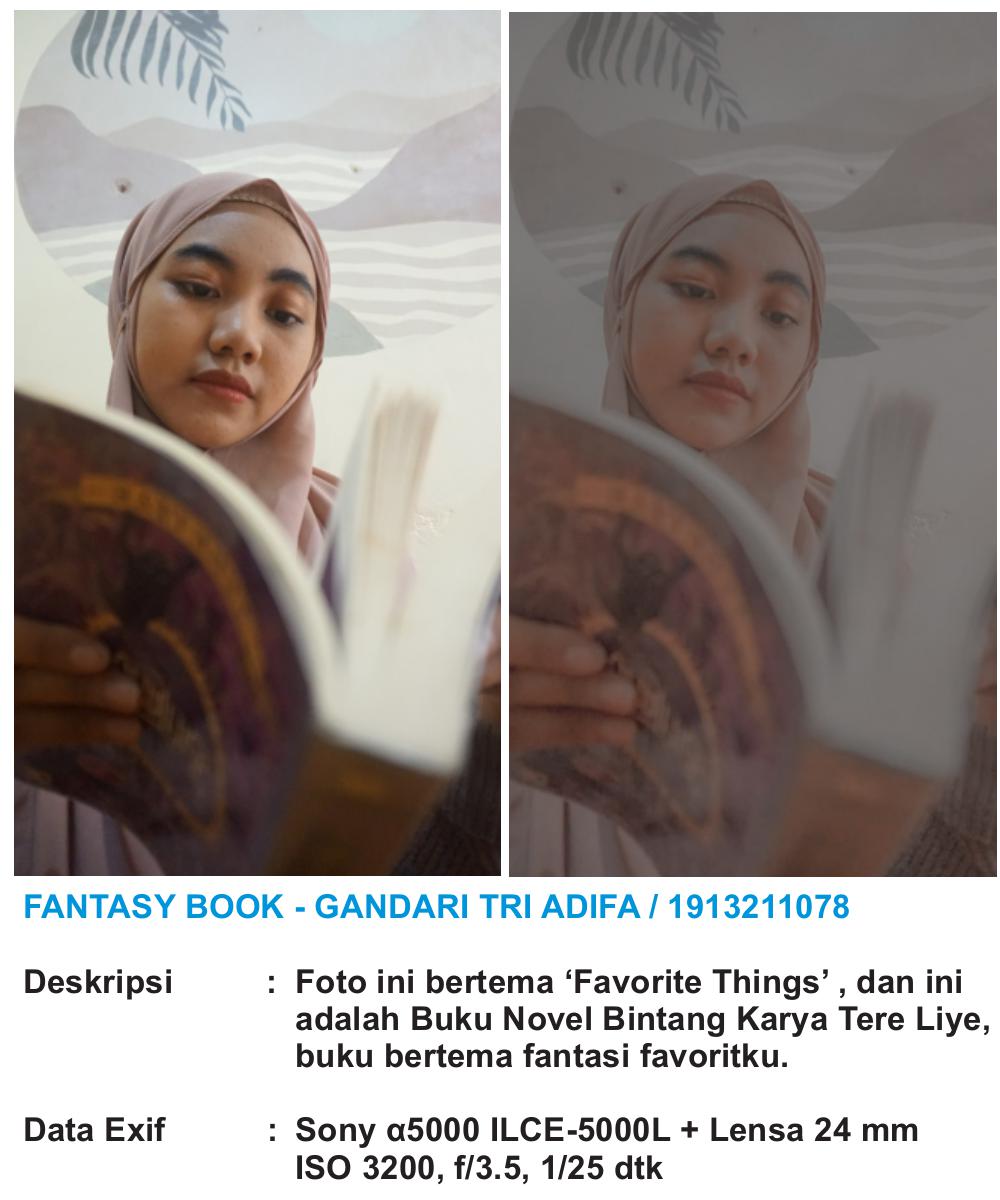 FANTASY BOOK - GANDARI TRI ADIFA / 1913211078
Deskripsi : Foto ini bertema ‘Favorite Things’ , dan ini
adalah Buku Novel Bintang Karya Tere Liye,
buku bertema fantasi favoritku.
Data Exif : Sony α5000 ILCE-5000L + Lensa 24 mm
ISO 3200, f/3.5, 1/25 dtk